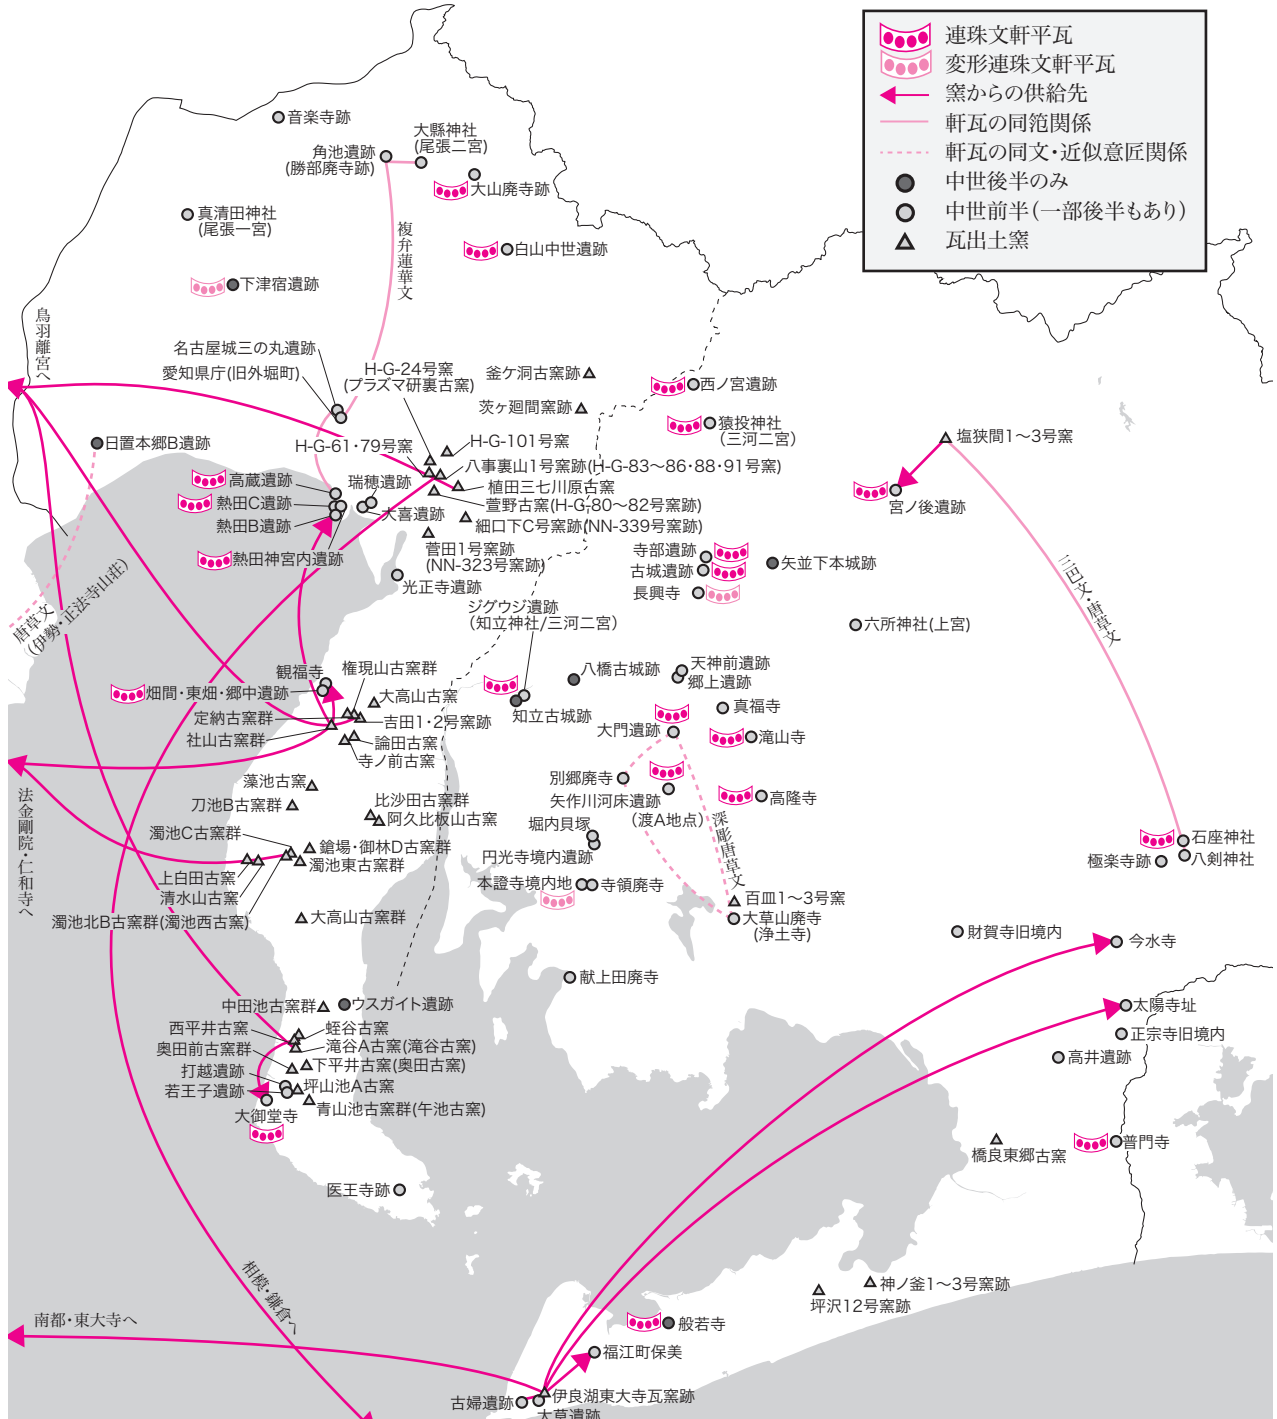 連珠文軒平瓦
変形連珠文軒平瓦
窯からの供給先
軒瓦の同笵関係
軒瓦の同文・近似意匠関係
中世後半のみ
中世前半(一部後半もあり)
瓦出土窯
音楽寺跡
大縣神社
(尾張二宮)
角池遺跡
(勝部廃寺跡)
大山廃寺跡
真清田神社
(尾張一宮)
複弁蓮華文
白山中世遺跡
下津宿遺跡
鳥羽離宮へ
名古屋城三の丸遺跡
愛知県庁(旧外堀町)
H-G-24号窯
(プラズマ研裏古窯)
釜ケ洞古窯跡
茨ヶ廻間窯跡
西ノ宮遺跡
猿投神社
(三河二宮)
塩狭間1～3号窯
宮ノ後遺跡
日置本郷B遺跡
H-G-61・79号窯
H-G-101号窯
八事裏山1号窯跡(H-G-83～86・88・91号窯)
植田三七川原古窯
萱野古窯(H-G-80～82号窯跡)
細口下C号窯跡(NN-339号窯跡)
菅田1号窯跡
(NN-323号窯跡)
高蔵遺跡
熱田C遺跡
熱田B遺跡
熱田神宮内遺跡
瑞穂遺跡
大喜遺跡
光正寺遺跡
寺部遺跡
古城遺跡
長興寺
矢並下本城跡
六所神社(上宮)
三巴文・唐草文
唐草文
(伊勢・正法寺山荘)
ジグウジ遺跡
(知立神社/三河二宮)
八橋古城跡
天神前遺跡
郷上遺跡
真福寺
知立古城跡
大門遺跡
滝山寺
別郷廃寺
矢作川河床遺跡
(渡A地点)
高隆寺
深彫唐草文
堀内貝塚
円光寺境内遺跡
本證寺境内地
寺領廃寺
百皿1～3号窯
大草山廃寺
(浄土寺)
献上田廃寺
観福寺
畑間・東畑・郷中遺跡
権現山古窯群
大高山古窯
定納古窯群
吉田1・2号窯跡
社山古窯群
論田古窯
寺ノ前古窯
藻池古窯
刀池B古窯群
比沙田古窯群
阿久比板山古窯
法金剛院・仁和寺へ
濁池C古窯群
鎗場・御林D古窯群
濁池東古窯群
上白田古窯
清水山古窯
濁池北B古窯群(濁池西古窯)
大高山古窯群
石座神社
八剣神社
極楽寺跡
財賀寺旧境内
今水寺
太陽寺址
正宗寺旧境内
高井遺跡
中田池古窯群
ウスガイト遺跡
西平井古窯
蛭谷古窯
奥田前古窯群
滝谷A古窯(滝谷古窯)
打越遺跡
下平井古窯(奥田古窯)
若王子遺跡
坪山池A古窯
大御堂寺
青山池古窯群(午池古窯)
医王寺跡
橋良東郷古窯
普門寺
神ノ釜1～3号窯跡
坪沢12号窯跡
相模・鎌倉へ
南都・東大寺へ
般若寺
福江町保美
伊良湖東大寺瓦窯跡
古婦遺跡
大草遺跡